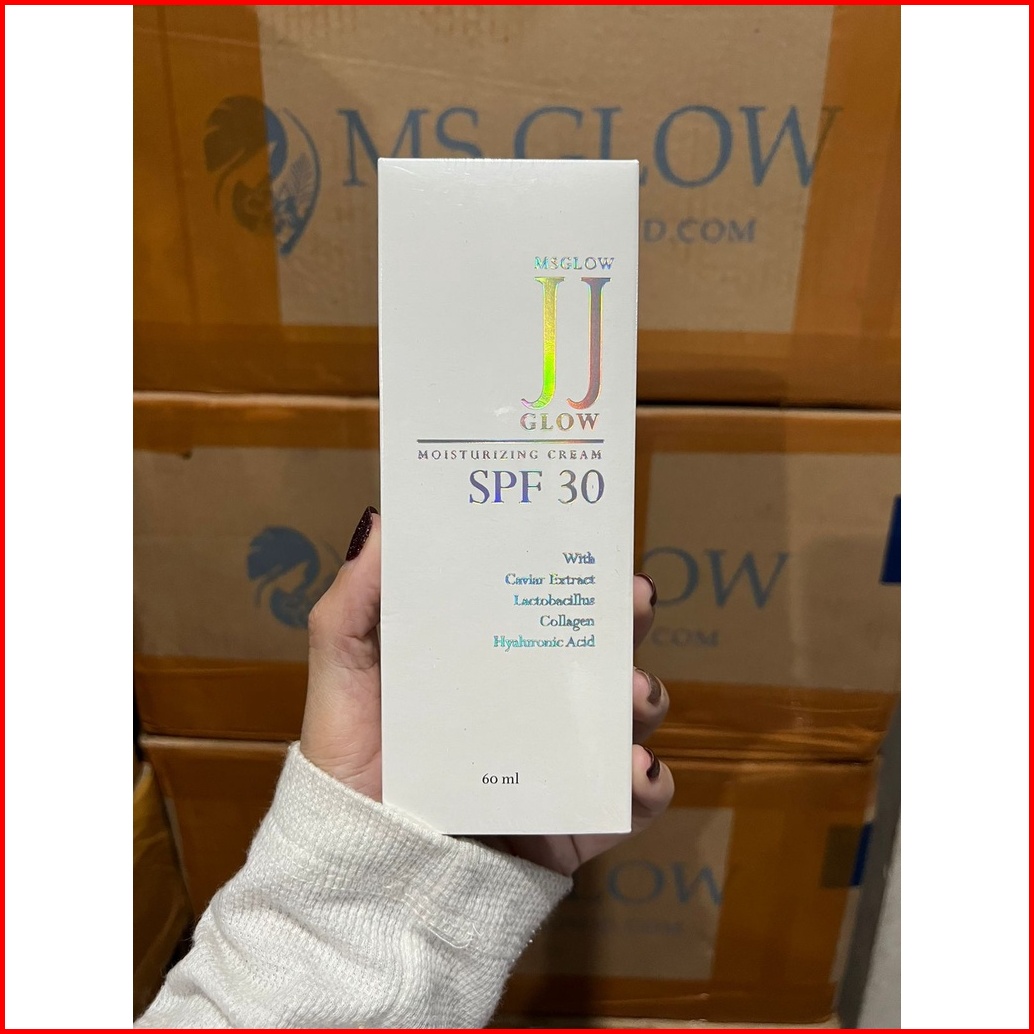 MS GLOW
D.COM
MSGLOW
JJ
GLOW
MOISTURIZING CREAM
SPF 30
With
Caviar Extract
Lactobacillus
Collagen
Hyaluronic Acid
60 ml
GLOW
.COM
LOW